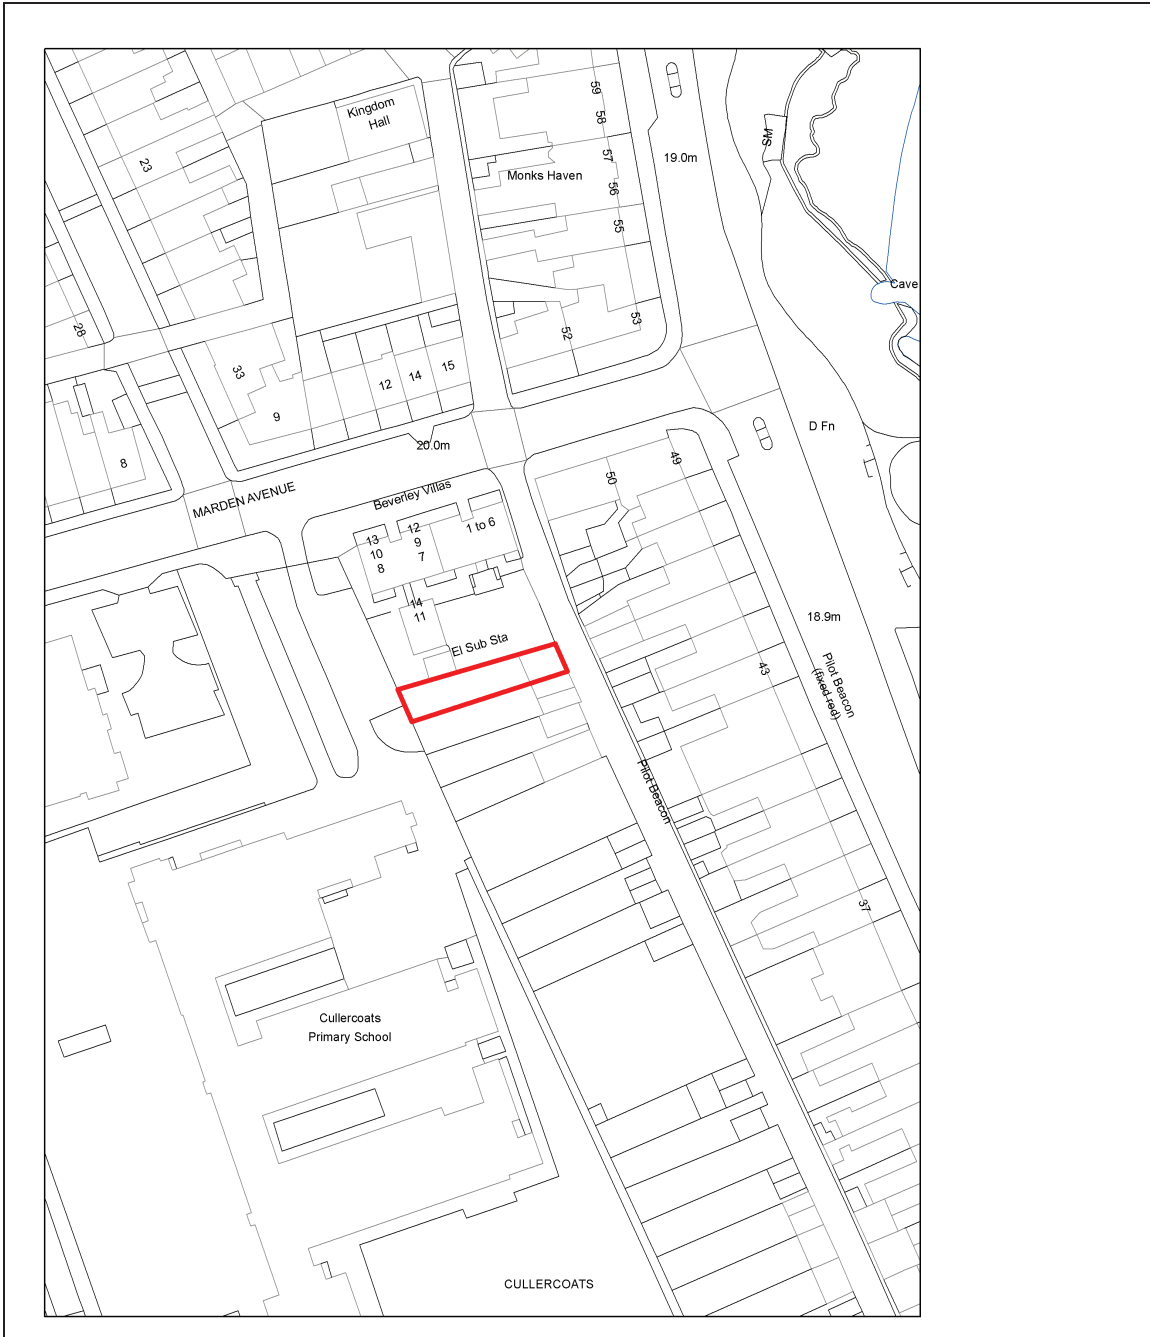 Kingdom
Hall
59
58
57
56
55
53
52
Monks Haven
19.0m
SM
Cave
23
28
33
9
12
14
15
8
20.0m
D Fn
MARDEN AVENUE
Beverley Villas
13
10
8
12
9
7
1 to 6
14
11
50
49
El Sub Sta
18.9m
43
Pilot Beacon
(fixed red)
Pilot Beacon
37
Cullercoats
Primary School
CULLERCOATS